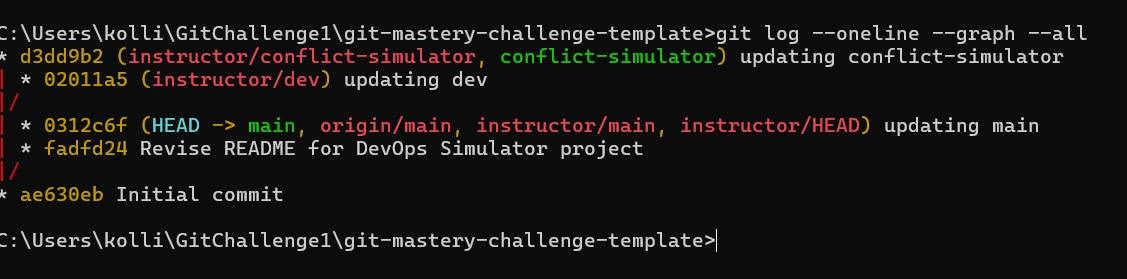 C:\Users\kolli\GitChallenge1\git-mastery-challenge-template>git log --oneline --graph --all
* d3dd9b2 (instructor/conflict-simulator, conflict-simulator) updating conflict-simulator
| * 02011a5 (instructor/dev) updating dev
|/
| * 0312c6f (HEAD -> main, origin/main, instructor/main, instructor/HEAD) updating main
| * fadfd24 Revise README for DevOps Simulator project
|/
* ae630eb Initial commit
C:\Users\kolli\GitChallenge1\git-mastery-challenge-template>